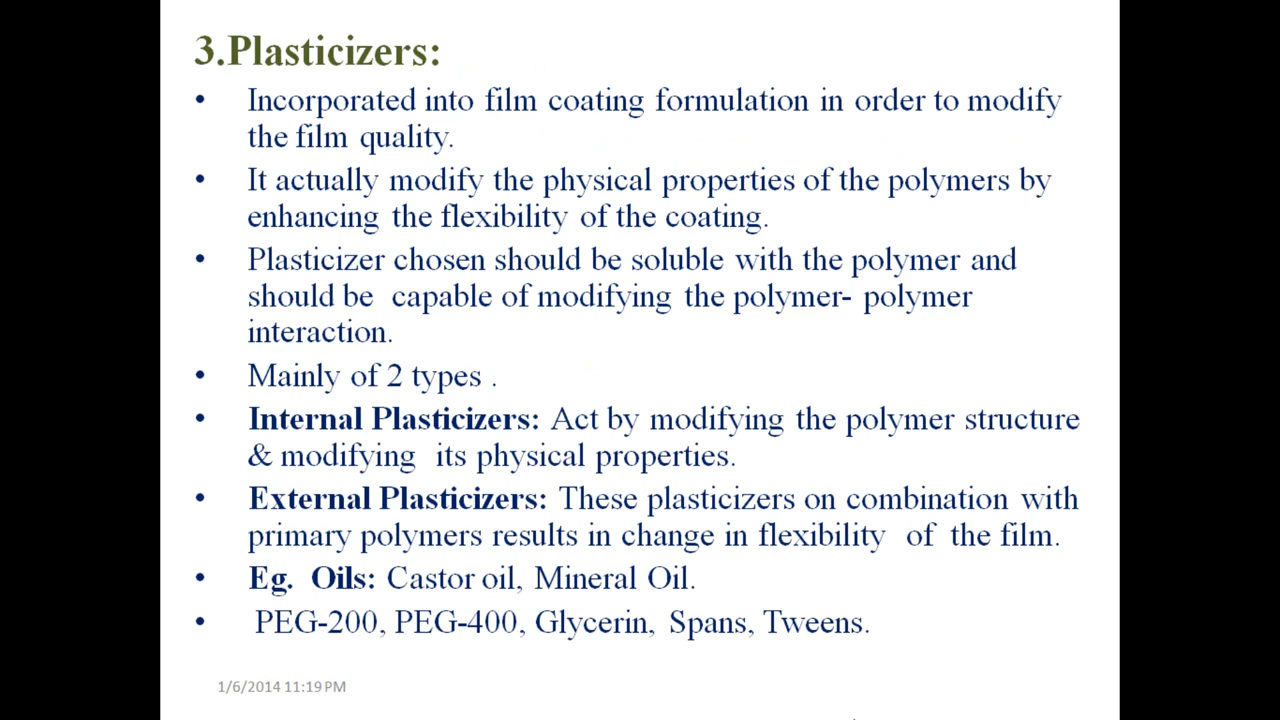 3.Plasticizers:
• Incorporated into film coating formulation in order to modify
the film quality.
• It actually modify the physical properties of the polymers by
enhancing the flexibility of the coating.
• Plasticizer chosen should be soluble with the polymer and
should be capable of modifying the polymer- polymer
interaction.
• Mainly of 2 types .
• Internal Plasticizers: Act by modifying the polymer structure
& modifying its physical properties.
• External Plasticizers: These plasticizers on combination with
primary polymers results in change in flexibility of the film.
• Eg. Oils: Castor oil, Mineral Oil.
• PEG-200, PEG-400, Glycerin, Spans, Tweens.
1/6/2014 11:19 PM